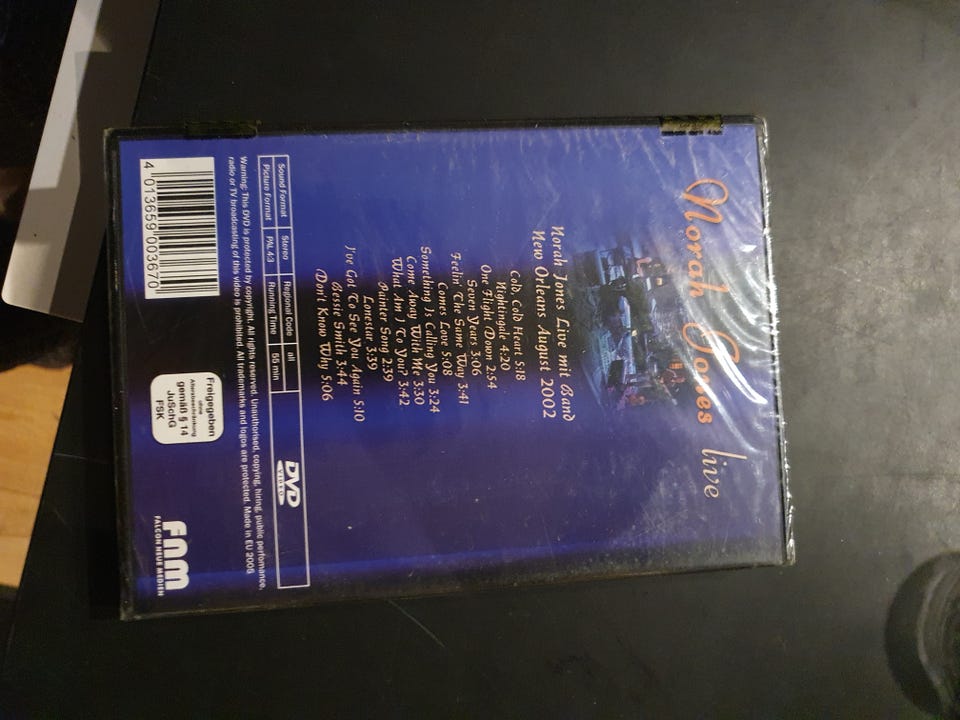 Norah Jones live
Norah Jones Live mit Band
New Orleans August 2002
Cold Cold Heart 5:18
Nightingale 4:20
One Flight Down 2:54
Seven Years 3:06
Feelin' The Same Way 3:41
Comes Love 5:08
Something Is Calling You 3:24
Come Away With Me 3:30
What Am I To You? 3:42
Painter Song 2:39
Lonestar 3:39
I've Got To See You Again 5:10
Bessie Smith 3:44
Don't Know Why 5:06
Sound Format Stereo Regional Code all
Picture Format PAL 4:3 Running Time 55 min
DVD
VIDEO
Warning: This DVD is protected by copyright. All rights reserved. Unauthorised, copying, hiring, public perfomance,
radio or TV broadcasting of this video is prohibited. All trademarks and logos are protected. Made in EU 2005
4 013659 003670
Freigegeben
ohne
Altersbeschränkung
gemäß § 14
JuSchG
FSK
FNM
FALCON NEUE MEDIEN